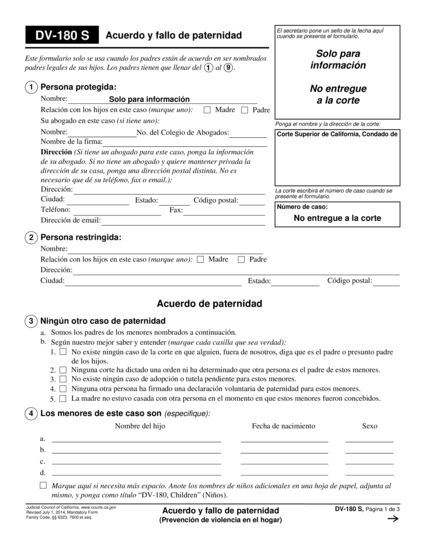 DV-180 S Acuerdo y fallo de paternidad
El secretario pone un sello de la fecha aquí
cuando se presenta el formulario.
Este formulario solo se usa cuando los padres están de acuerdo en ser nombrados
padres legales de sus hijos. Los padres tienen que llenar del 1 al 9.
Solo para
información
No entregue
a la corte
1 Persona protegida:
Nombre: Solo para información
Relación con los hijos en este caso (marque uno): Madre Padre
Su abogado en este caso (si tiene uno):
Nombre: No. del Colegio de Abogados:
Nombre de la firma:
Dirección (Si tiene un abogado para este caso, ponga la información
de su abogado. Si no tiene un abogado y quiere mantener privada la
dirección de su casa, ponga una dirección postal distinta. No es
necesario que dé su teléfono, fax o email.):
Dirección:
Ciudad: Estado: Código postal:
Teléfono: Fax:
Dirección de email:
Ponga el nombre y la dirección de la corte:
Corte Superior de California, Condado de
La corte escribirá el número de caso cuando se
presente el formulario.
Número de caso:
No entregue a la corte
2 Persona restringida:
Nombre:
Relación con los hijos en este caso (marque uno): Madre Padre
Dirección:
Ciudad: Estado: Código postal:
Acuerdo de paternidad
3 Ningún otro caso de paternidad
a. Somos los padres de los menores nombrados a continuación.
b. Según nuestro mejor saber y entender (marque cada casilla que sea verdad):
1. No existe ningún caso de la corte en que alguien, fuera de nosotros, diga que es el padre o presunto padre
de los hijos.
2. Ninguna corte ha dictado una orden ni ha determinado que otra persona es el padre de estos menores.
3. No existe ningún caso de adopción o tutela pendiente para estos menores.
4. Ninguna otra persona ha firmado una declaración voluntaria de paternidad para estos menores.
5. La madre no estuvo casada con otra persona en el momento en que estos menores fueron concebidos.
4 Los menores de este caso son (especifique):
Nombre del hijo Fecha de nacimiento Sexo
a.
b.
c.
d.
Marque aquí si necesita más espacio. Anote los nombres de niños adicionales en una hoja de papel, adjunta al
mismo, y ponga como título “DV-180, Children” (Niños).
Judicial Council of California, www.courts.ca.gov
Revised July 1, 2014, Mandatory Form
Family Code, §§ 6323, 7600 et seq.
Acuerdo y fallo de paternidad
(Prevención de violencia en el hogar)
DV-180 S, Página 1 de 3